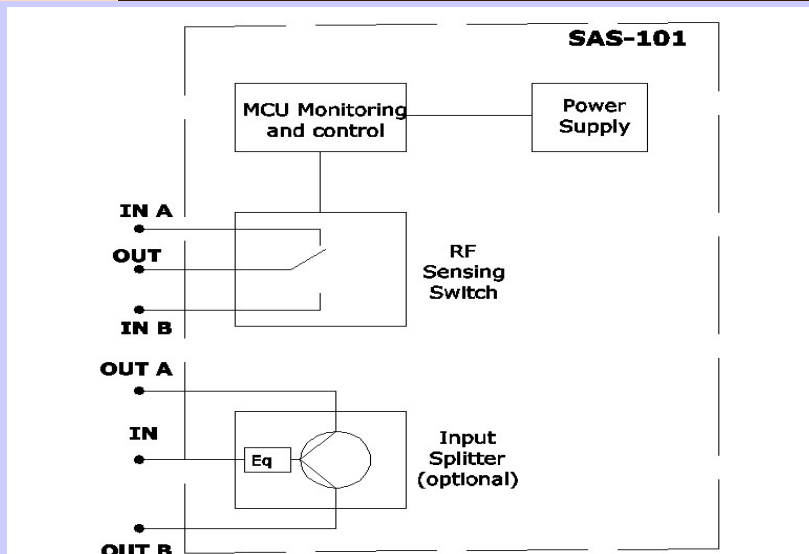 SAS-101
MCU Monitoring
and control
Power
Supply
IN A
OUT
IN B
RF
Sensing
Switch
OUT A
IN
OUT B
Eq
Input
Splitter
(optional)